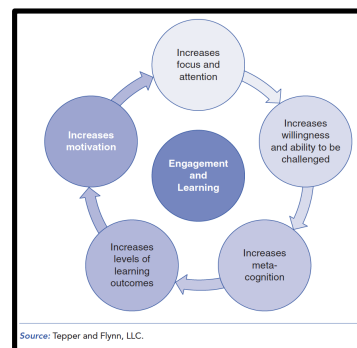 Increases
focus and
attention
Increases
willingness
and ability to be
challenged
Increases
meta-
cognition
Increases
levels of
learning
outcomes
Increases
motivation
Engagement
and
Learning
Source: Tepper and Flynn, LLC.